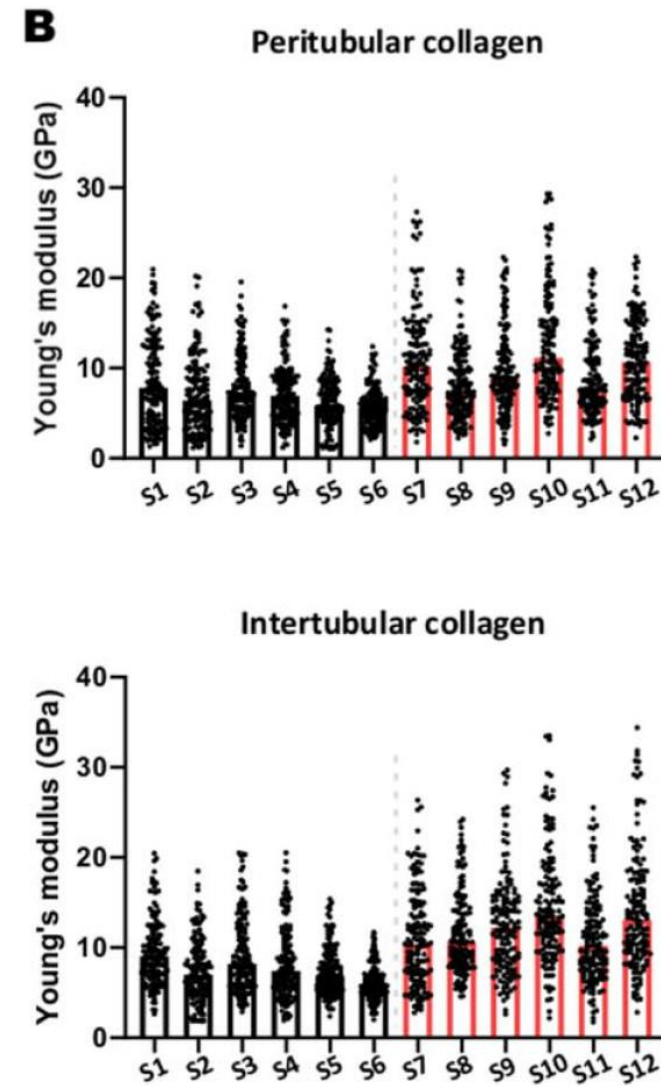 B
Peritubular collagen
Young's modulus (GPa)
40
30
20
10
0
S1 S2 S3 S4 S5 S6 S7 S8 S9 S10 S11 S12
Intertubular collagen
Young's modulus (GPa)
40
30
20
10
0
S1 S2 S3 S4 S5 S6 S7 S8 S9 S10 S11 S12